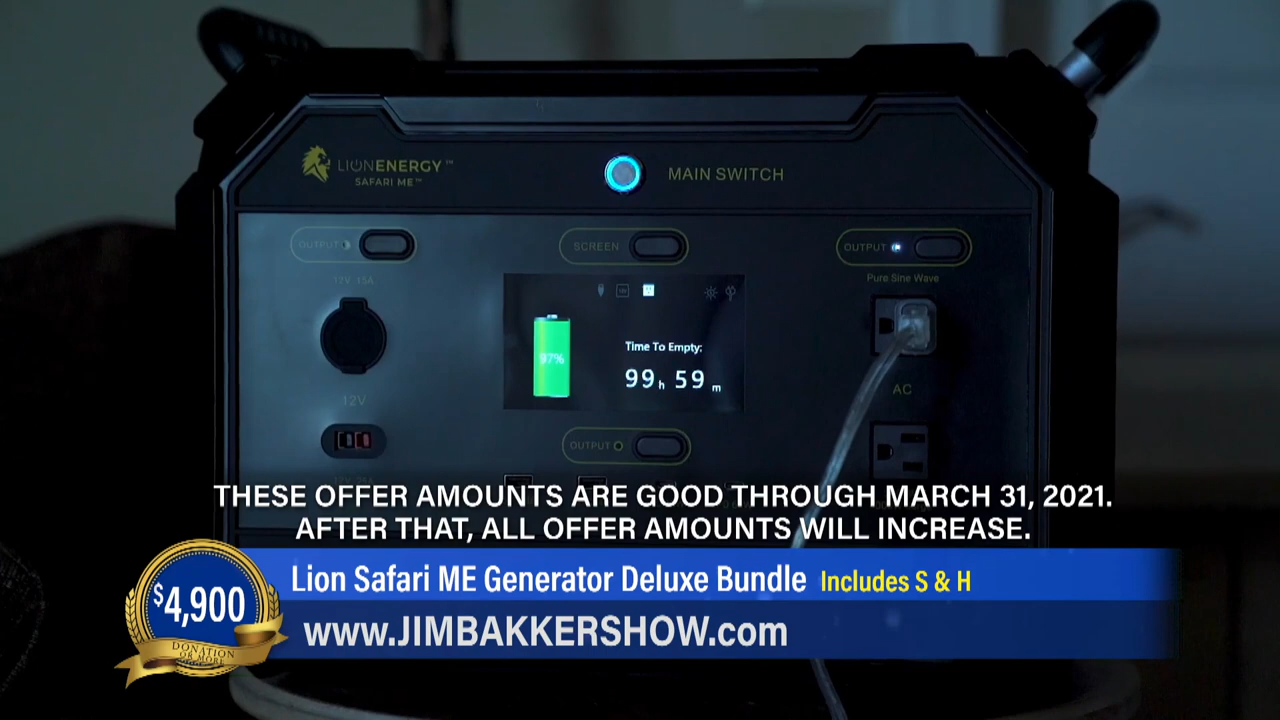 LIONENERGY™
SAFARI ME™
MAIN SWITCH
OUTPUT
SCREEN
OUTPUT
12V 15A
Pure Sine Wave
97%
Time To Empty:
99 h 59 m
12V
AC
OUTPUT
THESE OFFER AMOUNTS ARE GOOD THROUGH MARCH 31, 2021.
AFTER THAT, ALL OFFER AMOUNTS WILL INCREASE.
$4,900
DONATION
OR MORE
Lion Safari ME Generator Deluxe Bundle Includes S & H
www.JIMBAKKERSHOW.com